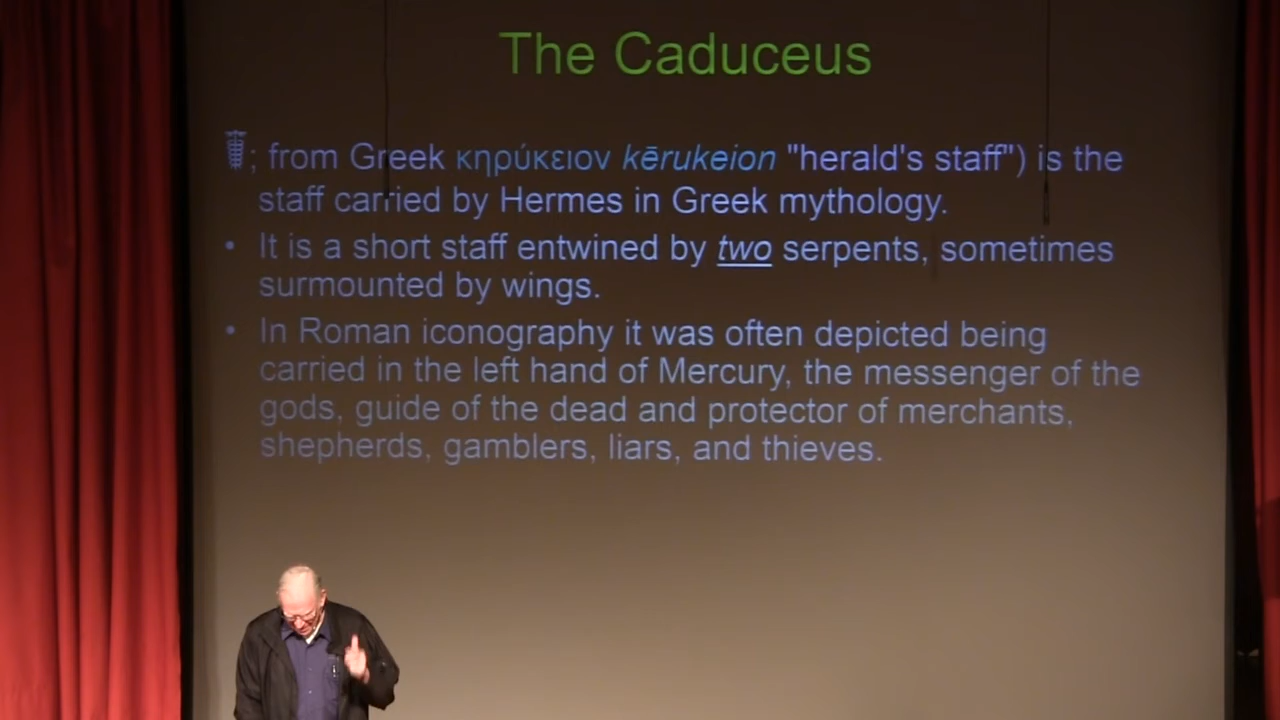 The Caduceus
; from Greek κηρύκειον kērukeion "herald's staff") is the
staff carried by Hermes in Greek mythology.
• It is a short staff entwined by two serpents, sometimes
surmounted by wings.
• In Roman iconography it was often depicted being
carried in the left hand of Mercury, the messenger of the
gods, guide of the dead and protector of merchants,
shepherds, gamblers, liars, and thieves.